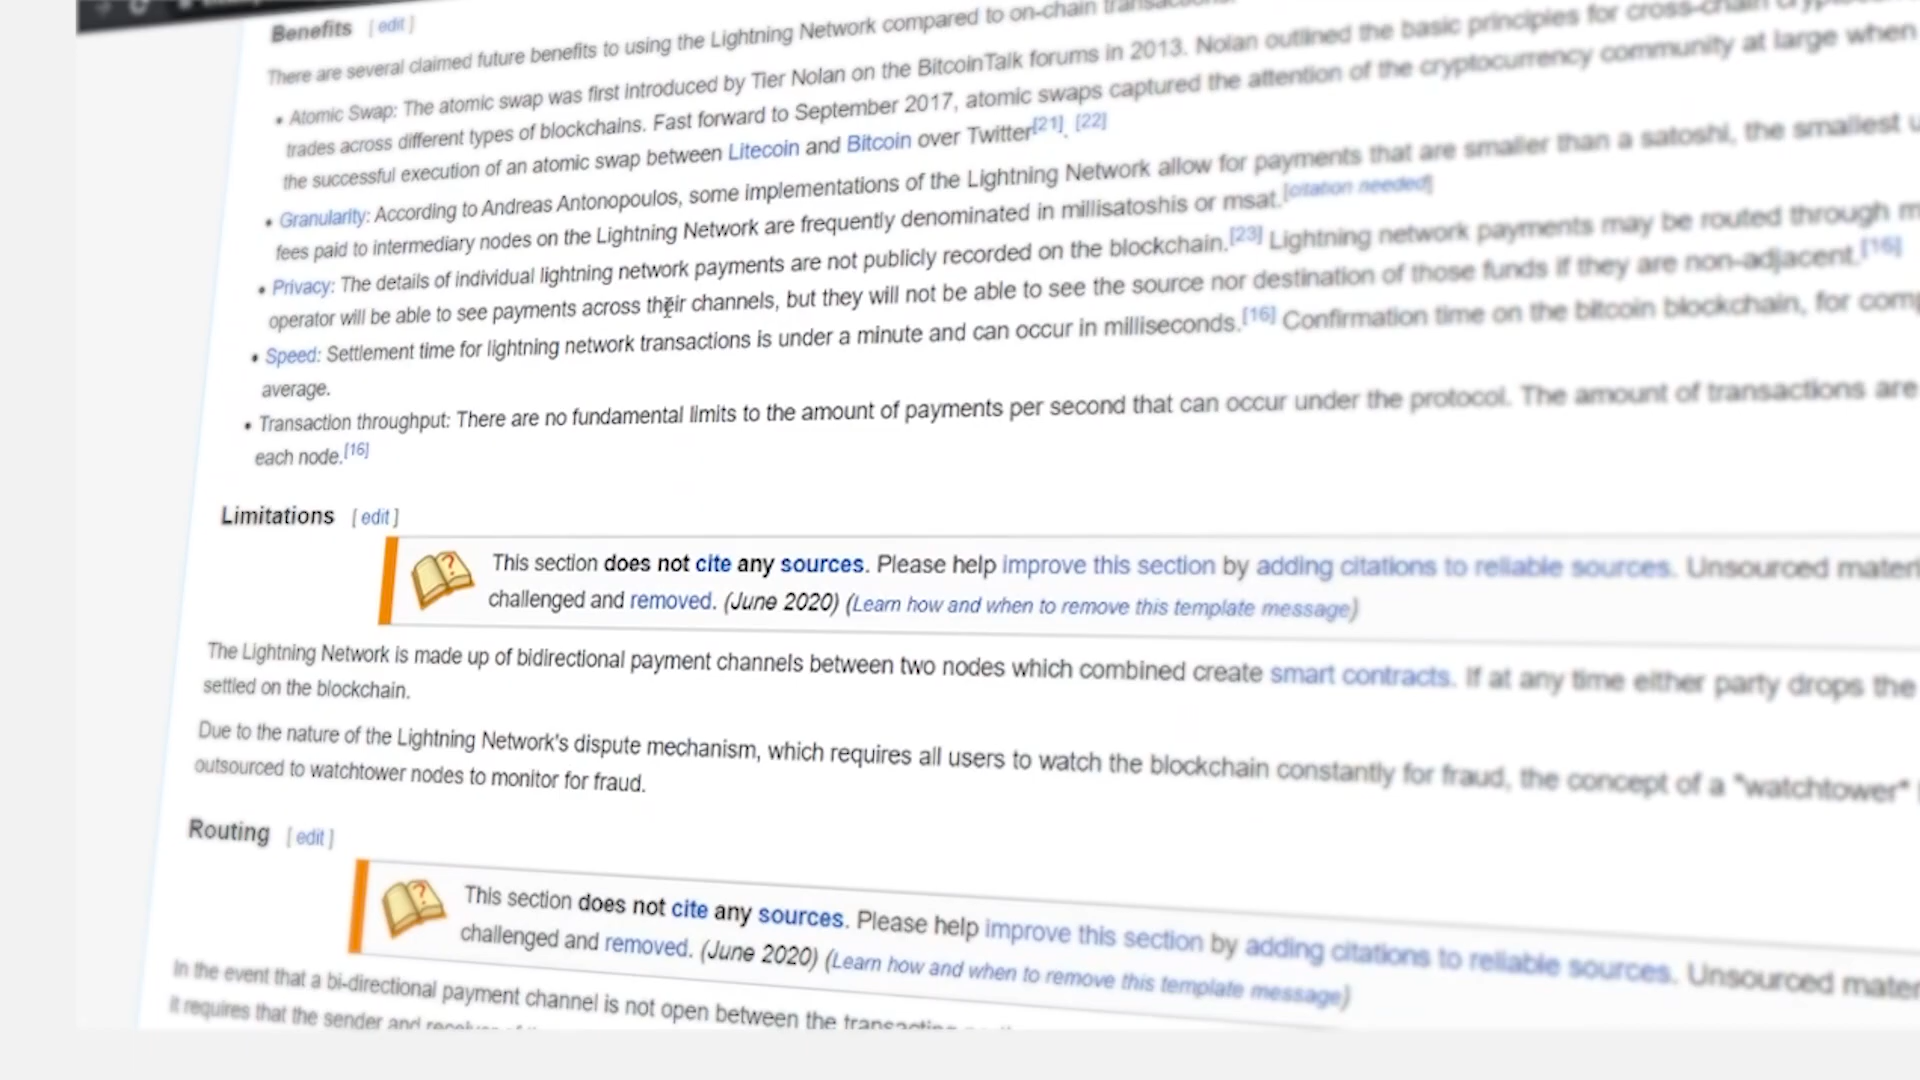 Benefits [ edit ]
There are several claimed future benefits to using the Lightning Network compared to on-chain transactions.
• Atomic Swap: The atomic swap was first introduced by Tier Nolan on the BitcoinTalk forums in 2013. Nolan outlined the basic principles for cross-chain
trades across different types of blockchains. Fast forward to September 2017, atomic swaps captured the attention of the cryptocurrency community at large when
the successful execution of an atomic swap between Litecoin and Bitcoin over Twitter[21]. [22]
• Granularity: According to Andreas Antonopoulos, some implementations of the Lightning Network allow for payments that are smaller than a satoshi, the smallest
fees paid to intermediary nodes on the Lightning Network are frequently denominated in millisatoshis or msat.[citation needed]
• Privacy: The details of individual lightning network payments are not publicly recorded on the blockchain.[23] Lightning network payments may be routed through
operator will be able to see payments across their channels, but they will not be able to see the source nor destination of those funds if they are non-adjacent.[16]
• Speed: Settlement time for lightning network transactions is under a minute and can occur in milliseconds.[16] Confirmation time on the bitcoin blockchain, for
average.
• Transaction throughput: There are no fundamental limits to the amount of payments per second that can occur under the protocol. The amount of transactions are
each node.[16]
Limitations [ edit ]
This section does not cite any sources. Please help improve this section by adding citations to reliable sources. Unsourced
challenged and removed. (June 2020) (Learn how and when to remove this template message)
The Lightning Network is made up of bidirectional payment channels between two nodes which combined create smart contracts. If at any time either party drops the
settled on the blockchain.
Due to the nature of the Lightning Network's dispute mechanism, which requires all users to watch the blockchain constantly for fraud, the concept of a "watchtower"
outsourced to watchtower nodes to monitor for fraud.
Routing [ edit ]
This section does not cite any sources. Please help improve this section by adding citations to reliable sources. Unsourced
challenged and removed. (June 2020) (Learn how and when to remove this template message)
In the event that a bi-directional payment channel is not open between the transacting
it requires that the sender and